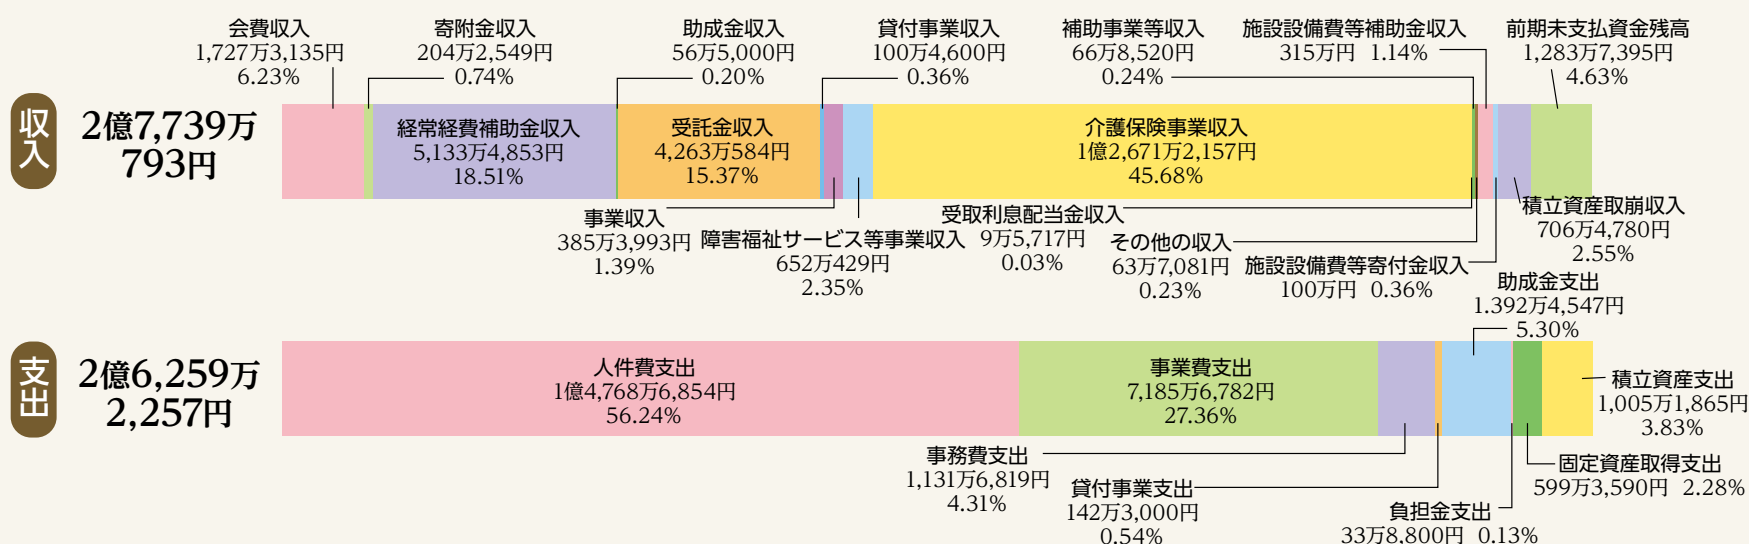 会費収入
1,727万3,135円
6.23%
寄附金収入
204万2,549円
0.74%
助成金収入
56万5,000円
0.20%
貸付事業収入
100万4,600円
0.36%
補助事業等収入
66万8,520円
0.24%
施設設備費等補助金収入
315万円 1.14%
前期末支払資金残高
1,283万7,395円
4.63%
収入
2億7,739万
793円
経常経費補助金収入
5,133万4,853円
18.51%
受託金収入
4,263万584円
15.37%
介護保険事業収入
1億2,671万2,157円
45.68%
事業収入
385万3,993円
1.39%
障害福祉サービス等事業収入
652万429円
2.35%
受取利息配当金収入
9万5,717円
0.03%
その他の収入
63万7,081円
0.23%
施設設備費等寄付金収入
100万円 0.36%
積立資産取崩収入
706万4,780円
2.55%
支出
2億6,259万
2,257円
人件費支出
1億4,768万6,854円
56.24%
事業費支出
7,185万6,782円
27.36%
助成金支出
1.392万4,547円
5.30%
積立資産支出
1,005万1,865円
3.83%
事務費支出
1,131万6,819円
4.31%
貸付事業支出
142万3,000円
0.54%
負担金支出
33万8,800円 0.13%
固定資産取得支出
599万3,590円 2.28%